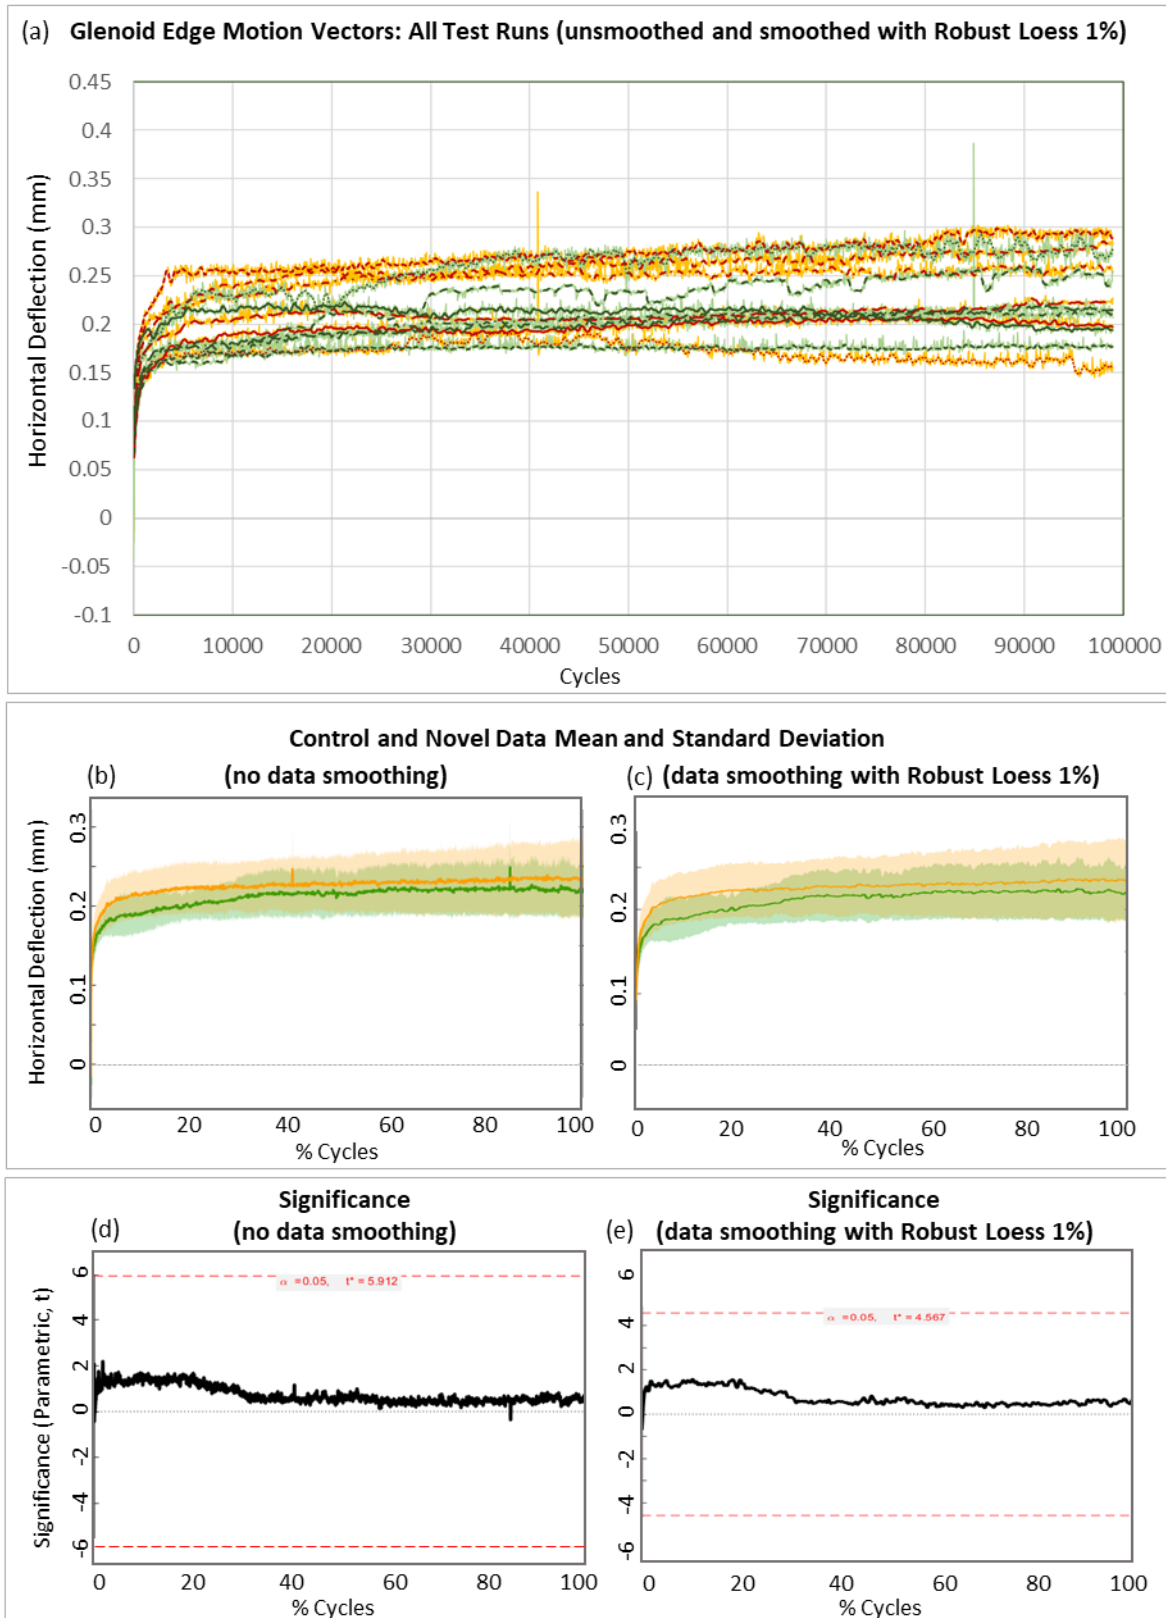 (a) Glenoid Edge Motion Vectors: All Test Runs (unsmoothed and smoothed with Robust Loess 1%)
0.45
0.4
0.35
0.3
0.25
0.2
0.15
0.1
0.05
0
-0.05
-0.1
Horizontal Deflection (mm)
0 10000 20000 30000 40000 50000 60000 70000 80000 90000 100000
Cycles
Control and Novel Data Mean and Standard Deviation
(b) (no data smoothing)
(c) (data smoothing with Robust Loess 1%)
Horizontal Deflection (mm)
0.3
0.2
0.1
0
0 20 40 60 80 100
% Cycles
0.3
0.2
0.1
0
0 20 40 60 80 100
% Cycles
Significance
(d) (no data smoothing)
Significance
(e) (data smoothing with Robust Loess 1%)
Significance (Parametric, t)
6
4
2
0
-2
-4
-6
α =0.05, t* = 5.912
0 20 40 60 80 100
% Cycles
6
4
2
0
-2
-4
-6
α =0.05, t* = 4.567
0 20 40 60 80 100
% Cycles